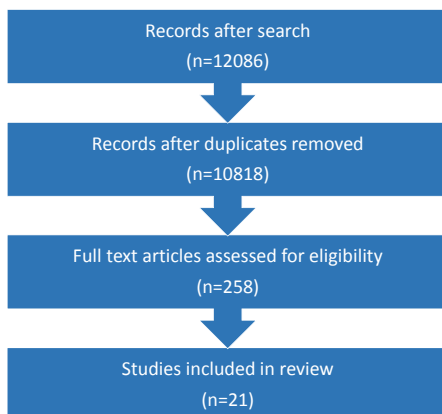 Records after search
(n=12086)
Records after duplicates removed
(n=10818)
Full text articles assessed for eligibility
(n=258)
Studies included in review
(n=21)